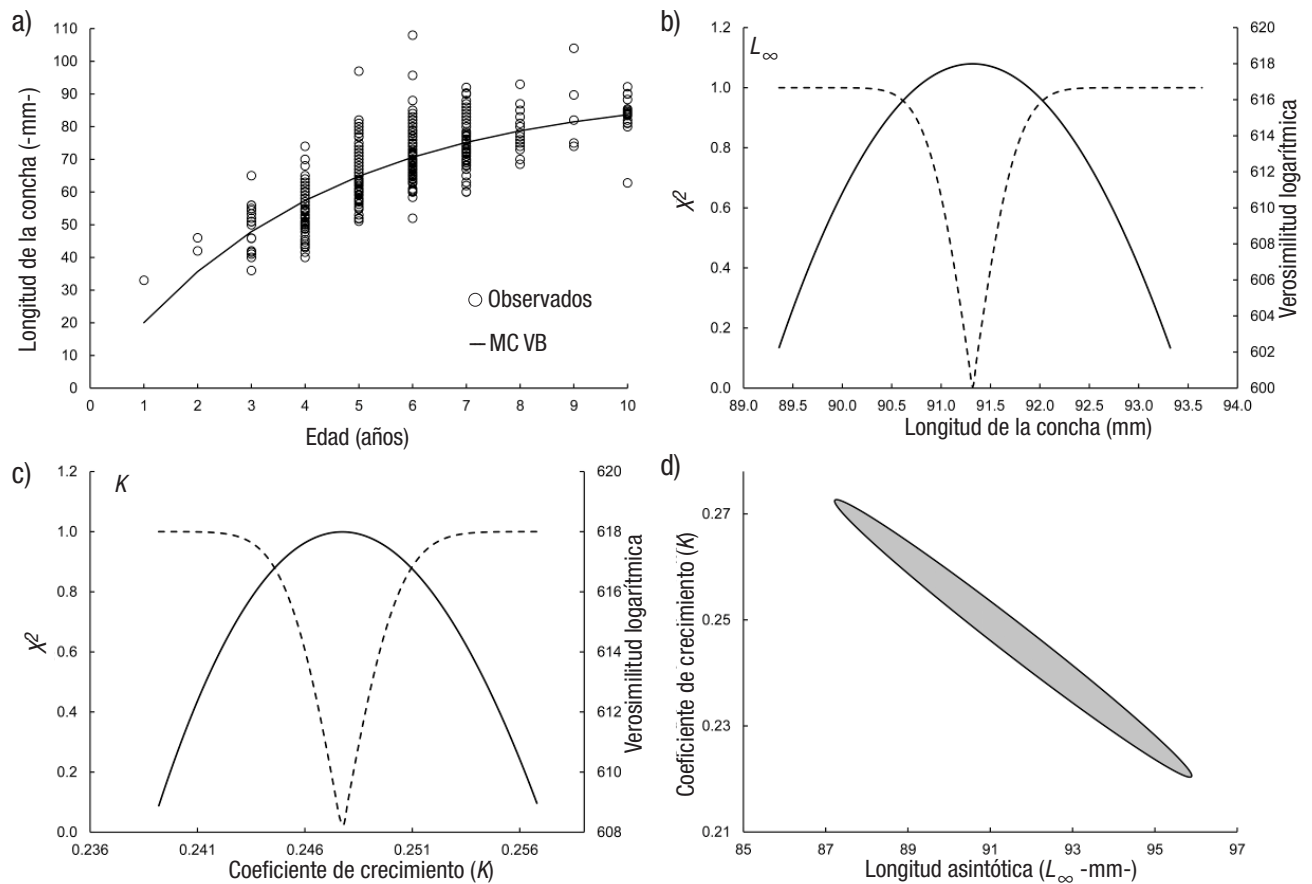 a)
Longitud de la concha (-mm-)
110
100
90
80
70
60
50
40
30
20
10
0
Observados
MC VB
0 1 2 3 4 5 6 7 8 9 10
Edad (años)
b)
L∞
χ2
1.2
1.0
0.8
0.6
0.4
0.2
0.0
620
618
616
614
612
610
608
606
604
602
600
Verosimilitud logarítmica
89.0 89.5 90.0 90.5 91.0 91.5 92.0 92.5 93.0 93.5 94.0
Longitud de la concha (mm)
c)
K
χ2
1.2
1.0
0.8
0.6
0.4
0.2
0.0
620
618
616
614
612
610
608
Verosimilitud logarítmica
0.236 0.241 0.246 0.251 0.256
Coeficiente de crecimiento (K)
d)
Coeficiente de crecimiento (K)
0.27
0.25
0.23
0.21
85 87 89 91 93 95 97
Longitud asintótica (L∞ -mm-)